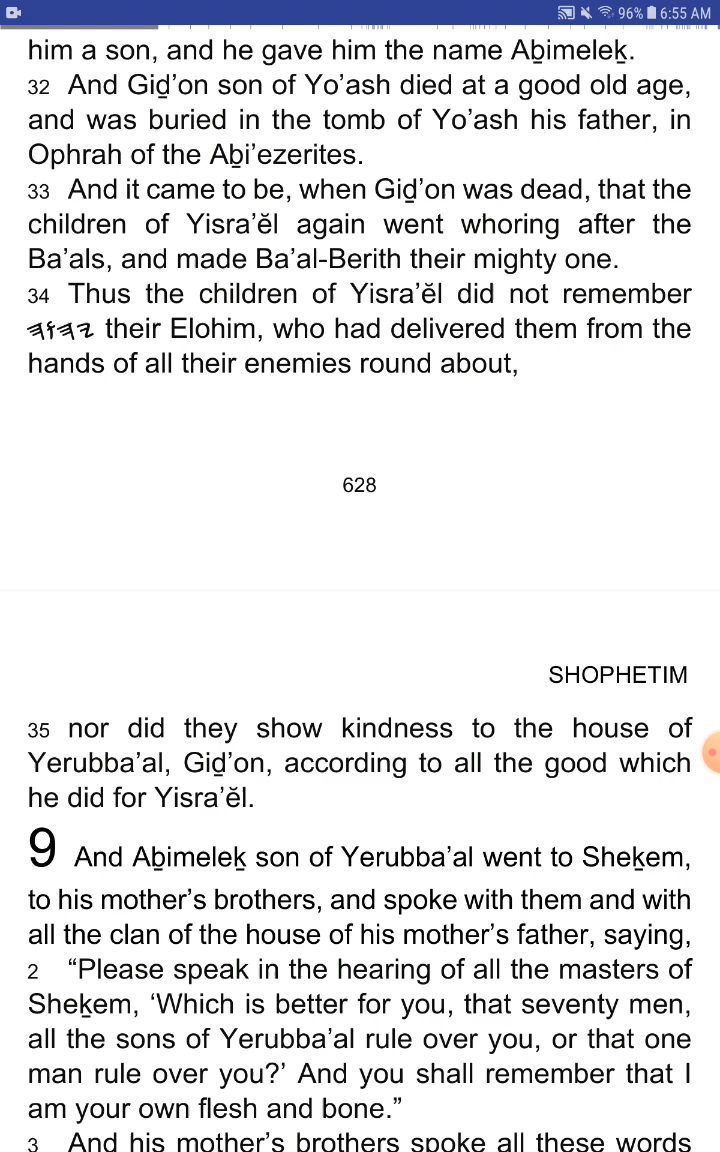 96% 6:55 AM
him a son, and he gave him the name Aḇimeleḵ.
32 And Giḏ’on son of Yo’ash died at a good old age,
and was buried in the tomb of Yo’ash his father, in
Ophrah of the Aḇi’ezerites.
33 And it came to be, when Giḏ’on was dead, that the
children of Yisra’ĕl again went whoring after the
Ba’als, and made Ba’al-Berith their mighty one.
34 Thus the children of Yisra’ĕl did not remember
𐤉𐤄𐤅𐤄 their Elohim, who had delivered them from the
hands of all their enemies round about,
628
SHOPHETIM
35 nor did they show kindness to the house of
Yerubba’al, Giḏ’on, according to all the good which
he did for Yisra’ĕl.
9 And Aḇimeleḵ son of Yerubba’al went to Sheḵem,
to his mother’s brothers, and spoke with them and with
all the clan of the house of his mother’s father, saying,
2 “Please speak in the hearing of all the masters of
Sheḵem, ‘Which is better for you, that seventy men,
all the sons of Yerubba’al rule over you, or that one
man rule over you?’ And you shall remember that I
am your own flesh and bone.”
3 And his mother’s brothers spoke all these words